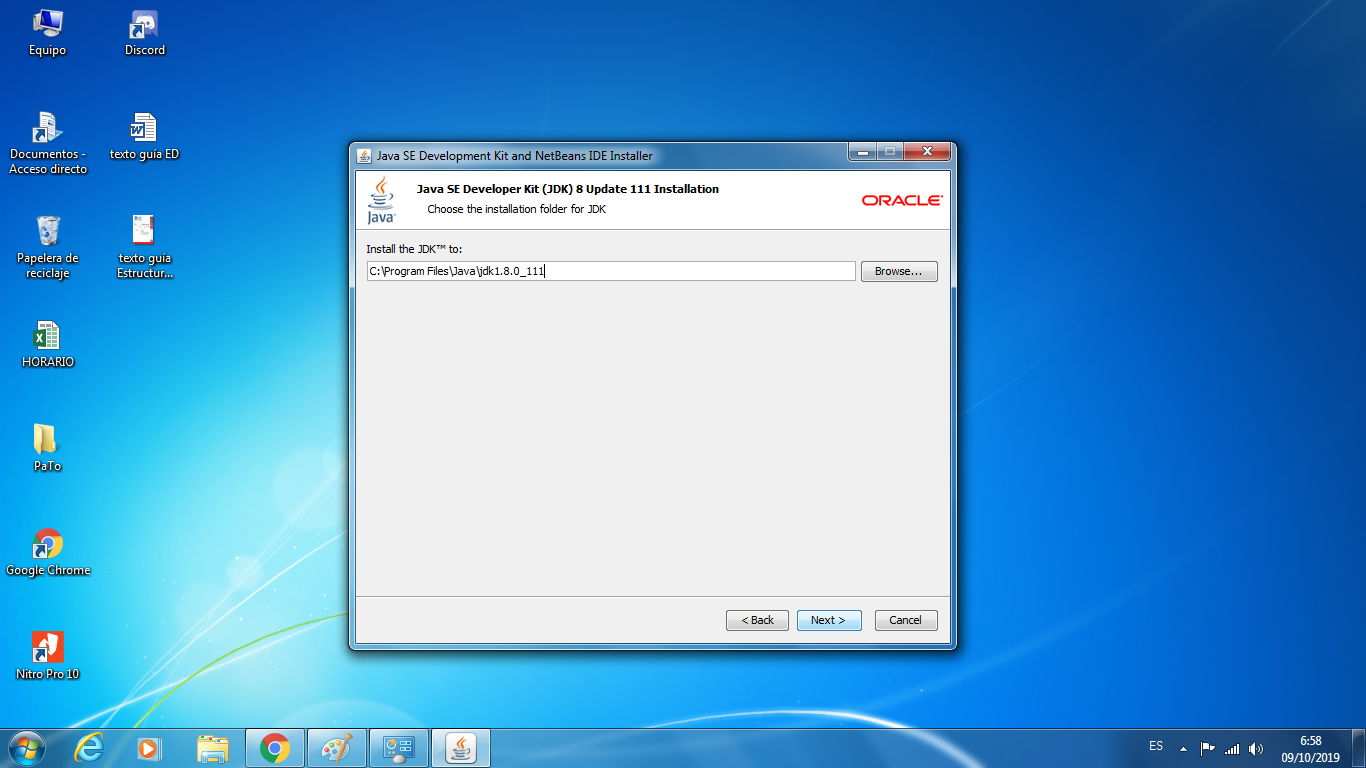 Equipo
Discord
Documentos -
Acceso directo
texto guía ED
Papelera de
reciclaje
texto guía
Estructur...
HORARIO
PaTo
Google Chrome
Nitro Pro 10
Java SE Development Kit and NetBeans IDE Installer
Java SE Developer Kit (JDK) 8 Update 111 Installation
Choose the installation folder for JDK
Java™
ORACLE®
Install the JDK™ to:
C:\Program Files\Java\jdk1.8.0_111
Browse...
< Back
Next >
Cancel
ES
6:58
09/10/2019